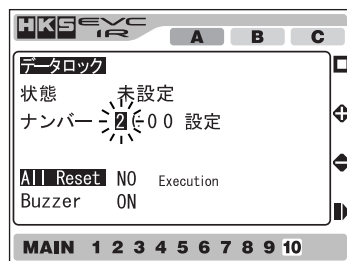 HKS EVC
IR
A B C
データロック
状態 未設定
ナンバー 2 0 0 設定
All Reset NO Execution
Buzzer ON
MAIN 1 2 3 4 5 6 7 8 9 10